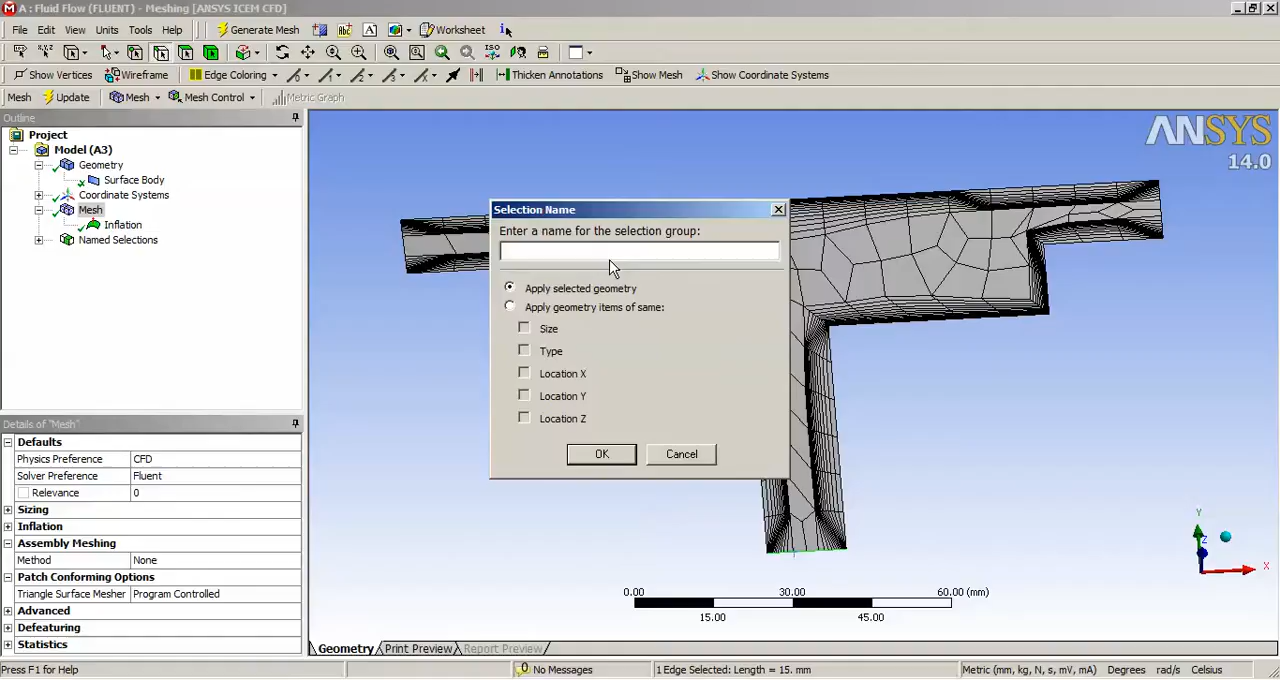 A : Fluid Flow (FLUENT) - Meshing [ANSYS ICEM CFD]
File Edit View Units Tools Help Generate Mesh A Worksheet
Show Vertices Wireframe Edge Coloring Thicken Annotations Show Mesh Show Coordinate Systems
Mesh Update Mesh Mesh Control Metric Graph
Outline
Project
Model (A3)
Geometry
Surface Body
Coordinate Systems
Mesh
Inflation
Named Selections
Details of "Mesh"
Defaults
Physics Preference CFD
Solver Preference Fluent
Relevance 0
Sizing
Inflation
Assembly Meshing
Method None
Patch Conforming Options
Triangle Surface Mesher Program Controlled
Advanced
Defeaturing
Statistics
ANSYS
14.0
Selection Name
Enter a name for the selection group:
Apply selected geometry
Apply geometry items of same:
Size
Type
Location X
Location Y
Location Z
OK Cancel
Y
Z
X
0.00 30.00 60.00 (mm)
15.00 45.00
Geometry Print Preview Report Preview
Press F1 for Help No Messages 1 Edge Selected: Length = 15. mm Metric (mm, kg, N, s, mV, mA) Degrees rad/s Celsius